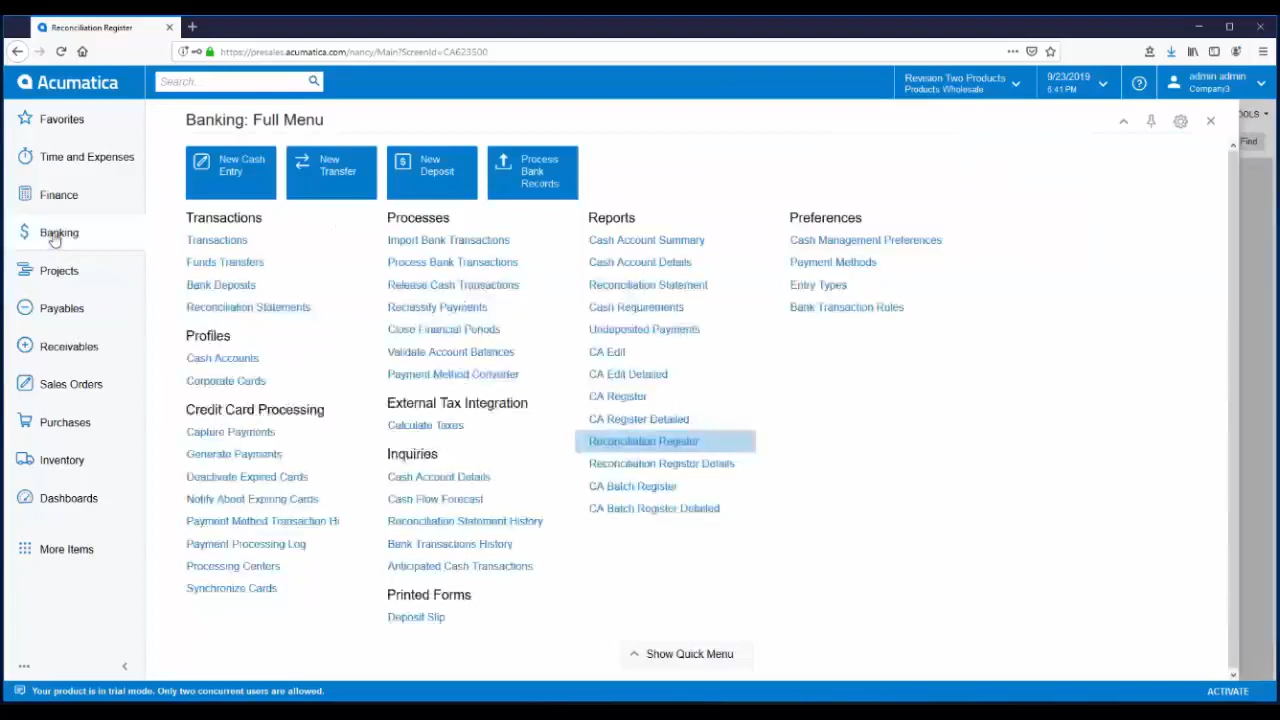 Reconciliation Register
https://presales.acumatica.com/nancy/Main?ScreenId=CA623500
Acumatica
Search...
Revision Two Products
Products Wholesale
9/23/2019
6:41 PM
admin admin
Company3
Favorites
Time and Expenses
Finance
Banking
Projects
Payables
Receivables
Sales Orders
Purchases
Inventory
Dashboards
More Items
Banking: Full Menu
OOLS
Find
New Cash
Entry
New
Transfer
New
Deposit
Process
Bank
Records
Transactions
Transactions
Funds Transfers
Bank Deposits
Reconciliation Statements
Profiles
Cash Accounts
Corporate Cards
Credit Card Processing
Capture Payments
Generate Payments
Deactivate Expired Cards
Notify About Expiring Cards
Payment Method Transaction Hi
Payment Processing Log
Processing Centers
Synchronize Cards
Processes
Import Bank Transactions
Process Bank Transactions
Release Cash Transactions
Reclassify Payments
Close Financial Periods
Validate Account Balances
Payment Method Converter
External Tax Integration
Calculate Taxes
Inquiries
Cash Account Details
Cash Flow Forecast
Reconciliation Statement History
Bank Transactions History
Anticipated Cash Transactions
Printed Forms
Deposit Slip
Reports
Cash Account Summary
Cash Account Details
Reconciliation Statement
Cash Requirements
Undeposited Payments
CA Edit
CA Edit Detailed
CA Register
CA Register Detailed
Reconciliation Register
Reconciliation Register Details
CA Batch Register
CA Batch Register Detailed
Preferences
Cash Management Preferences
Payment Methods
Entry Types
Bank Transaction Rules
Show Quick Menu
Your product is in trial mode. Only two concurrent users are allowed.
ACTIVATE